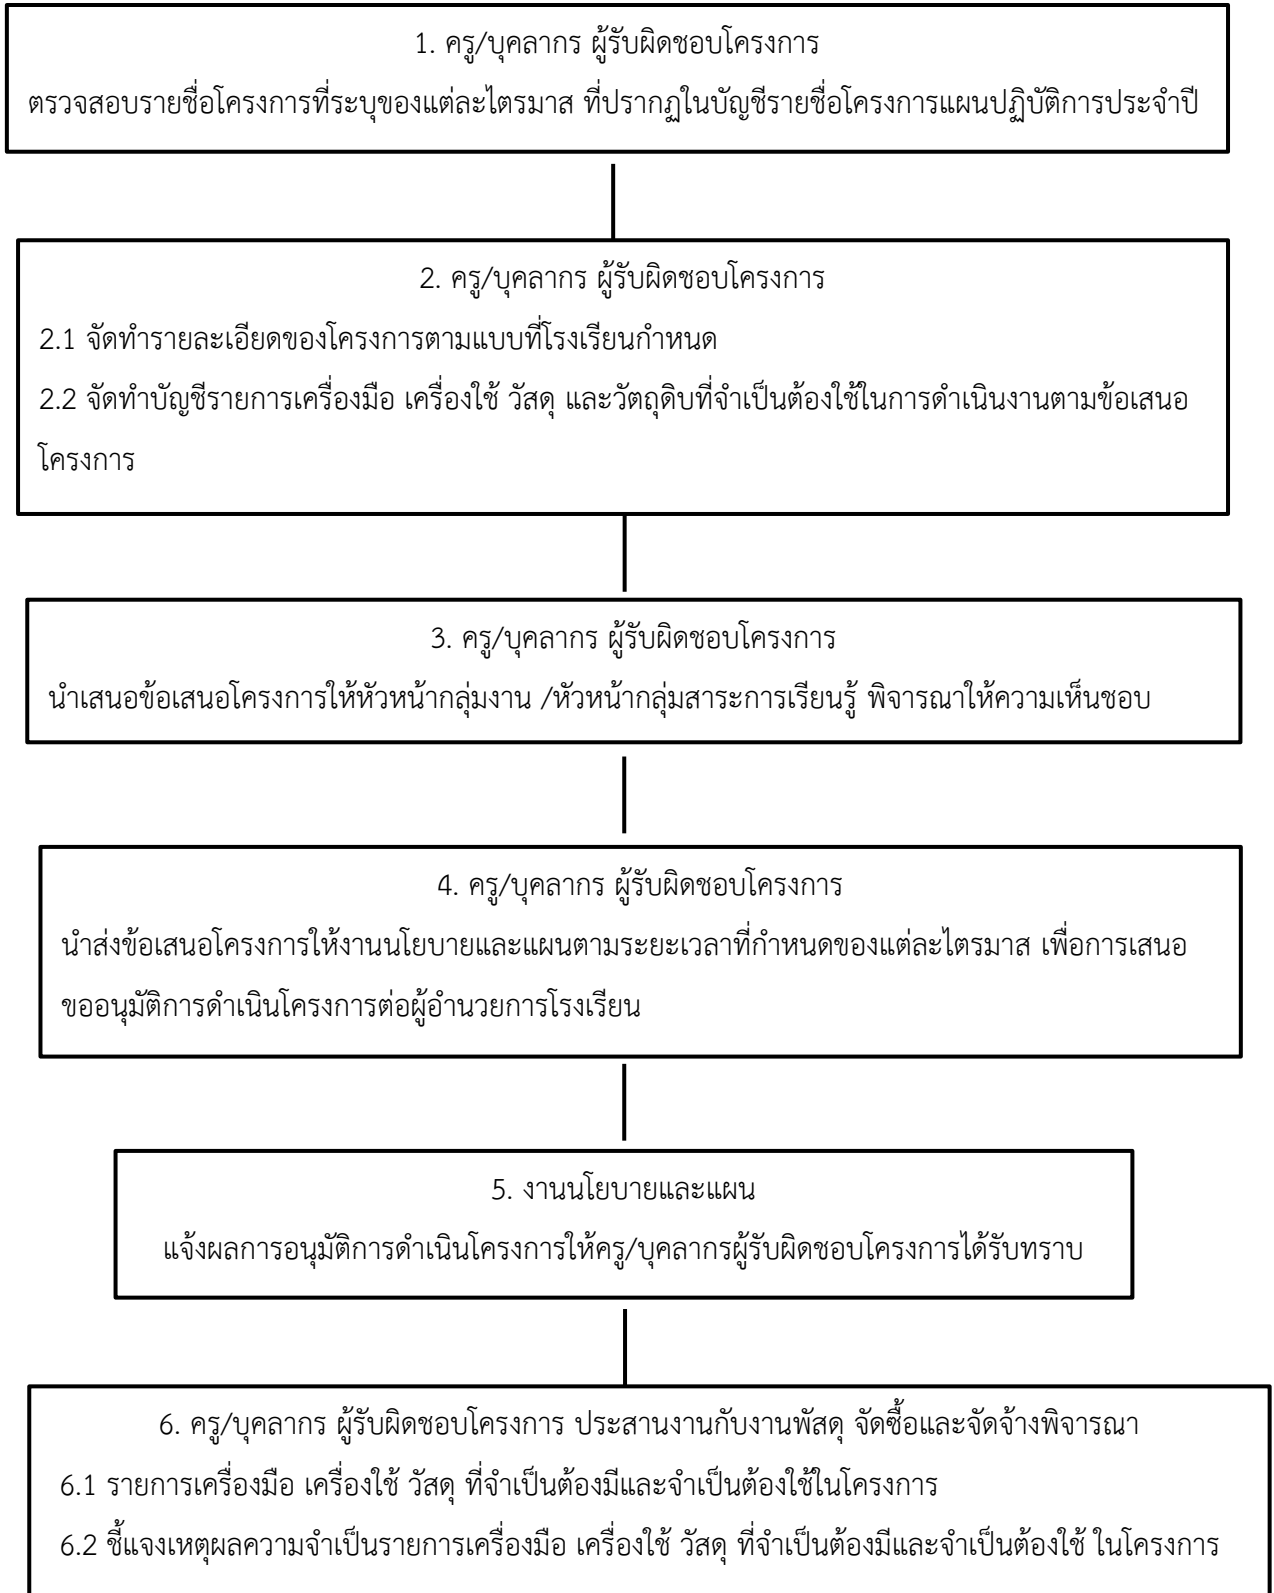 1. ครู/บุคลากร ผู้รับผิดชอบโครงการ
ตรวจสอบรายชื่อโครงการที่ระบุของแต่ละไตรมาส ที่ปรากฏในบัญชีรายชื่อโครงการแผนปฏิบัติการประจำปี
2. ครู/บุคลากร ผู้รับผิดชอบโครงการ
2.1 จัดทำรายละเอียดของโครงการตามแบบที่โรงเรียนกำหนด
2.2 จัดทำบัญชีรายการเครื่องมือ เครื่องใช้ วัสดุ และวัตถุดิบที่จำเป็นต้องใช้ในการดำเนินงานตามข้อเสนอ
โครงการ
3. ครู/บุคลากร ผู้รับผิดชอบโครงการ
นำเสนอข้อเสนอโครงการให้หัวหน้ากลุ่มงาน /หัวหน้ากลุ่มสาระการเรียนรู้ พิจารณาให้ความเห็นชอบ
4. ครู/บุคลากร ผู้รับผิดชอบโครงการ
นำส่งข้อเสนอโครงการให้งานนโยบายและแผนตามระยะเวลาที่กำหนดของแต่ละไตรมาส เพื่อการเสนอ
ขออนุมัติการดำเนินโครงการต่อผู้อำนวยการโรงเรียน
5. งานนโยบายและแผน
แจ้งผลการอนุมัติการดำเนินโครงการให้ครู/บุคลากรผู้รับผิดชอบโครงการได้รับทราบ
6. ครู/บุคลากร ผู้รับผิดชอบโครงการ ประสานงานกับงานพัสดุ จัดซื้อและจัดจ้างพิจารณา
6.1 รายการเครื่องมือ เครื่องใช้ วัสดุ ที่จำเป็นต้องมีและจำเป็นต้องใช้ในโครงการ
6.2 ชี้แจงเหตุผลความจำเป็นรายการเครื่องมือ เครื่องใช้ วัสดุ ที่จำเป็นต้องมีและจำเป็นต้องใช้ ในโครงการ